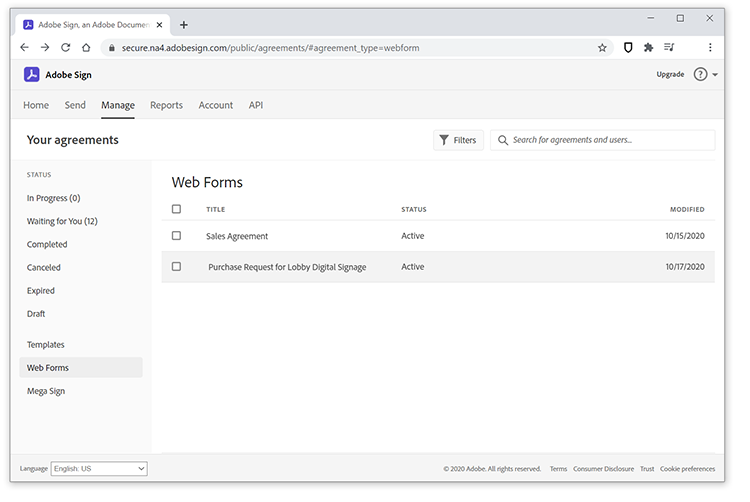 Adobe Sign, an Adobe Documen
secure.na4.adobesign.com/public/agreements/#agreement_type=webform
Adobe Sign
Upgrade
?
Home Send Manage Reports Account API
Your agreements
Filters
Search for agreements and users...
STATUS
In Progress (0)
Waiting for You (12)
Completed
Canceled
Expired
Draft
Templates
Web Forms
Mega Sign
Web Forms
TITLE STATUS MODIFIED
Sales Agreement Active 10/15/2020
Purchase Request for Lobby Digital Signage Active 10/17/2020
Language English: US
© 2020 Adobe. All rights reserved. Terms Consumer Disclosure Trust Cookie preferences